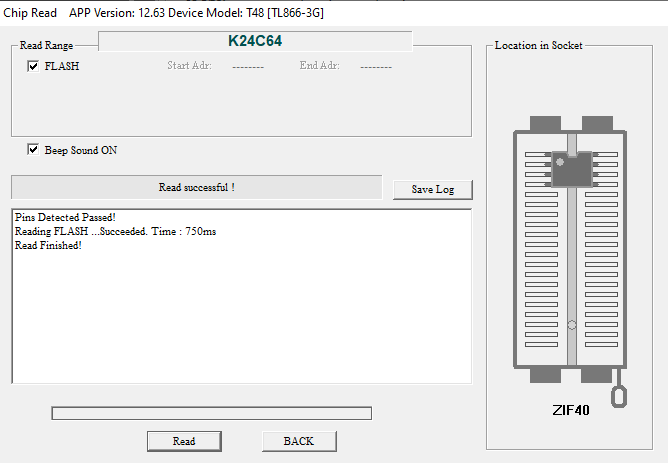 Chip Read    APP Version: 12.63 Device Model: T48 [TL866-3G]
K24C64
Read Range
FLASH
Start Adr: --------
End Adr: --------
Beep Sound ON
Read successful !
Save Log
Pins Detected Passed!
Reading FLASH ...Succeeded. Time : 750ms
Read Finished!
Read
BACK
Location in Socket
ZIF40